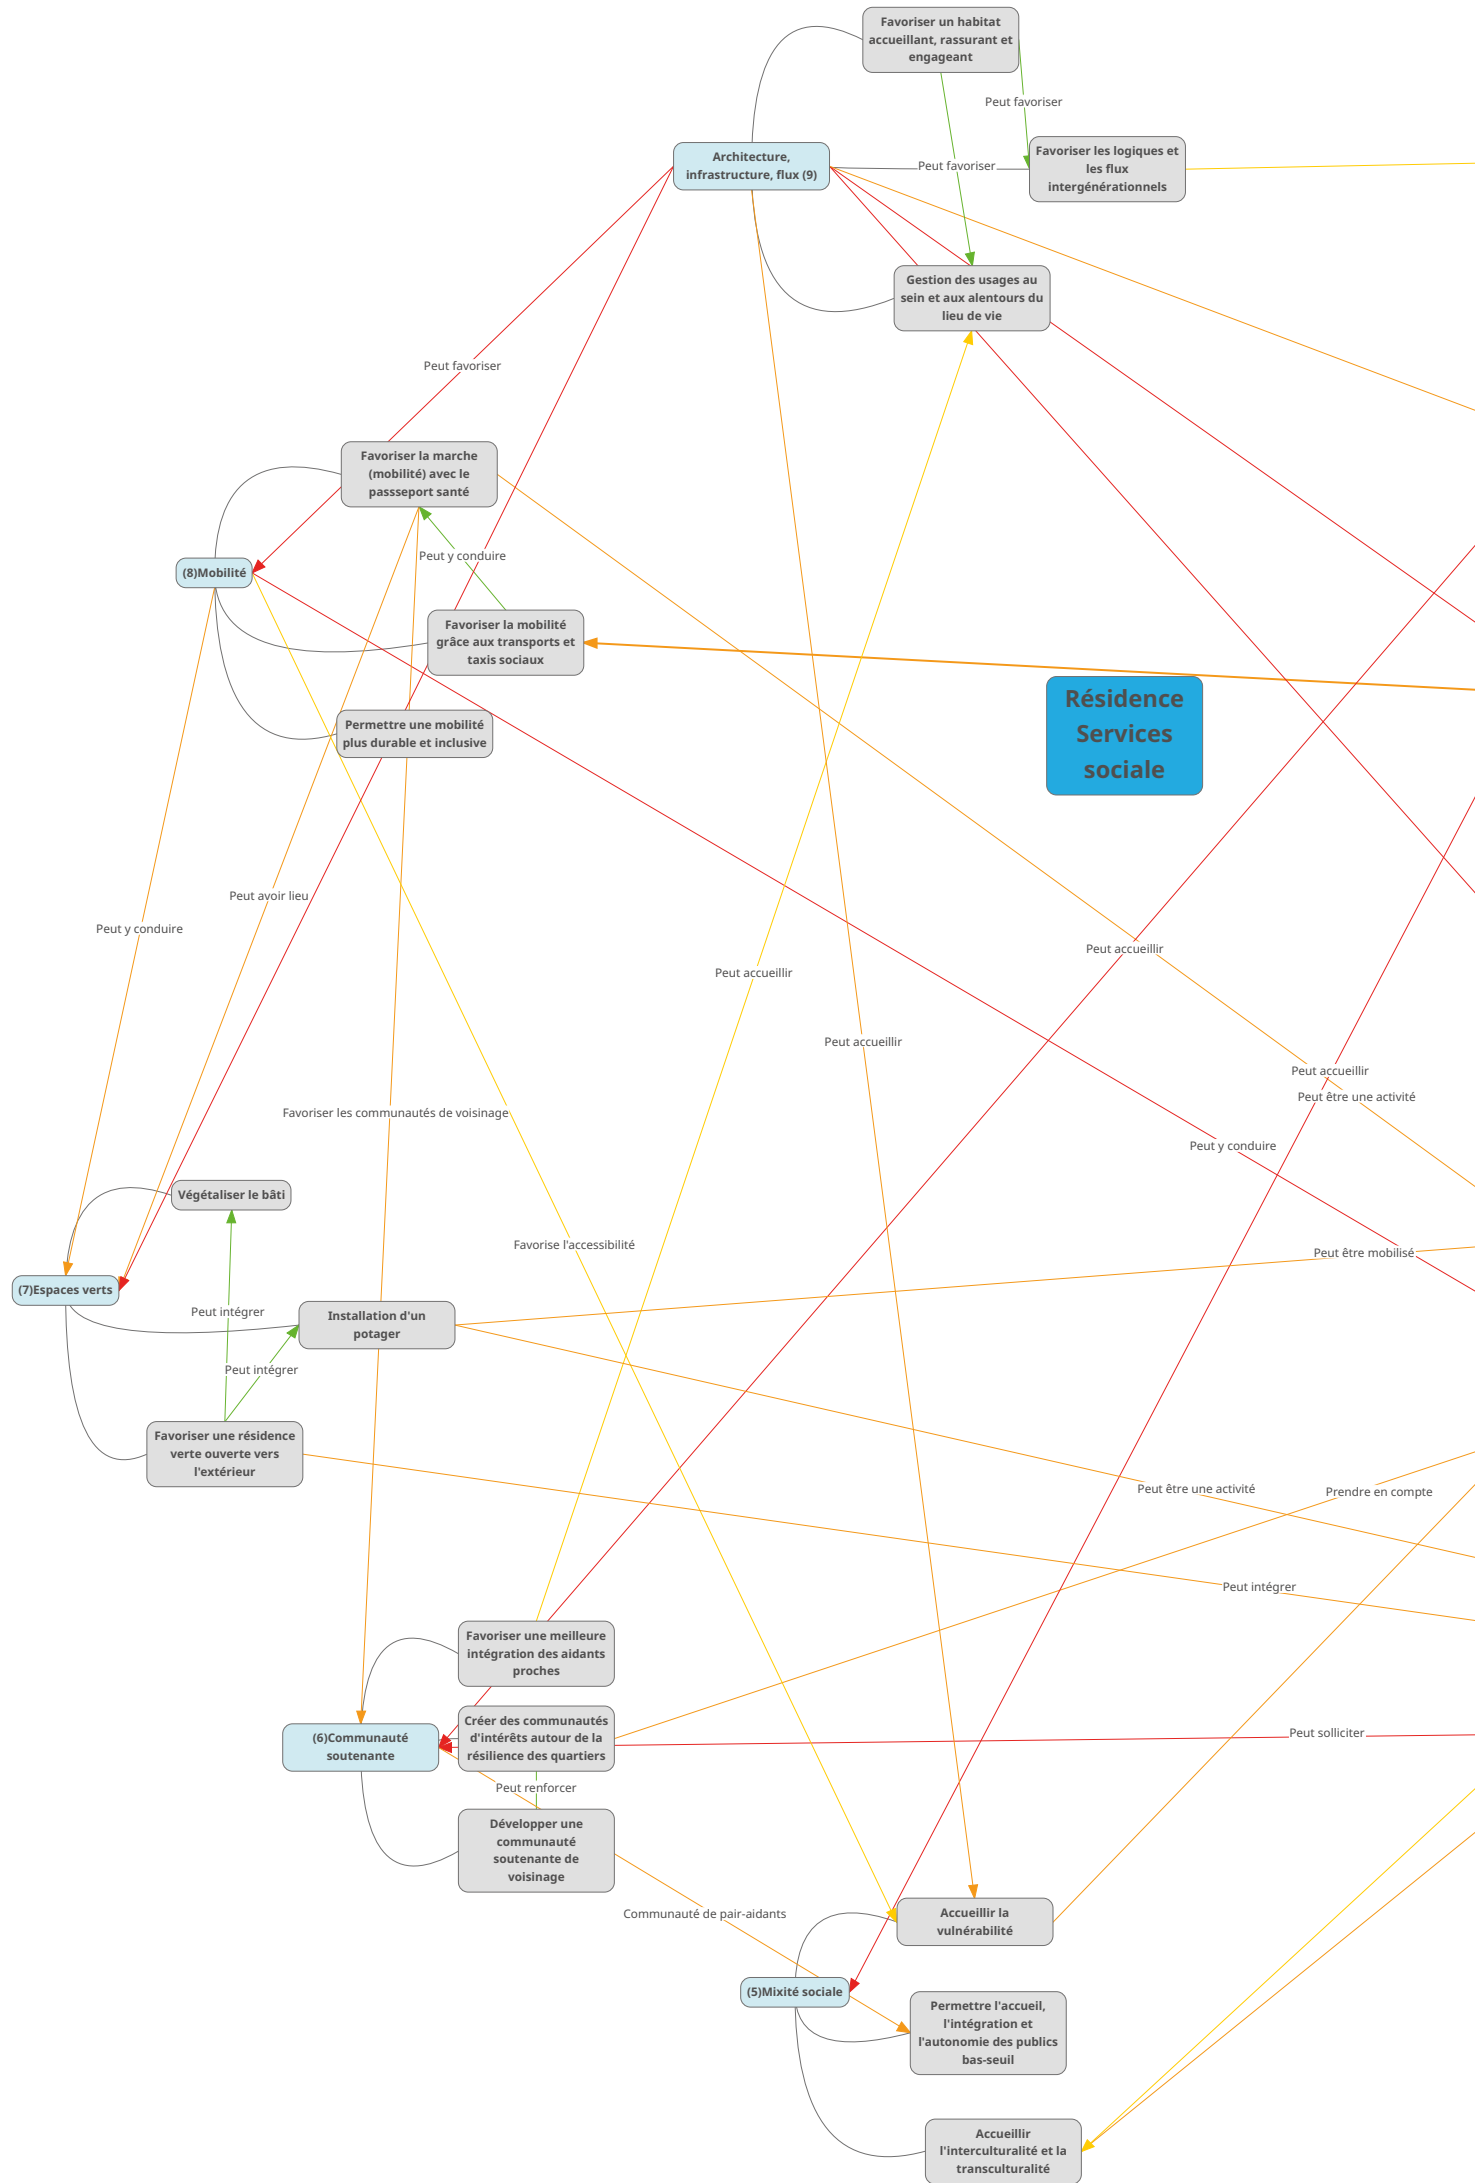 Favoriser un habitat
accueillant, rassurant et
engageant
Peut favoriser
Architecture,
infrastructure, flux (9)
Peut favoriser
Favoriser les logiques et
les flux
intergénérationnels
Gestion des usages au
sein et aux alentours du
lieu de vie
Peut favoriser
Favoriser la marche
(mobilité) avec le
passseport santé
Peut y conduire
(8)Mobilité
Favoriser la mobilité
grâce aux transports et
taxis sociaux
Résidence
Services
sociale
Permettre une mobilité
plus durable et inclusive
Peut avoir lieu
Peut y conduire
Peut accueillir
Peut accueillir
Peut accueillir
Peut accueillir
Peut être une activité
Favoriser les communautés de voisinage
Peut y conduire
Végétaliser le bâti
Favorise l'accessibilité
Peut être mobilisé
(7)Espaces verts
Peut intégrer
Installation d'un
potager
Peut intégrer
Favoriser une résidence
verte ouverte vers
l'extérieur
Peut être une activité
Prendre en compte
Peut intégrer
Favoriser une meilleure
intégration des aidants
proches
Créer des communautés
d'intérêts autour de la
résilience des quartiers
(6)Communauté
soutenante
Peut solliciter
Peut renforcer
Développer une
communauté
soutenante de
voisinage
Communauté de pair-aidants
Accueillir la
vulnérabilité
(5)Mixité sociale
Permettre l'accueil,
l'intégration et
l'autonomie des publics
bas-seuil
Accueillir
l'interculturalité et la
transculturalité